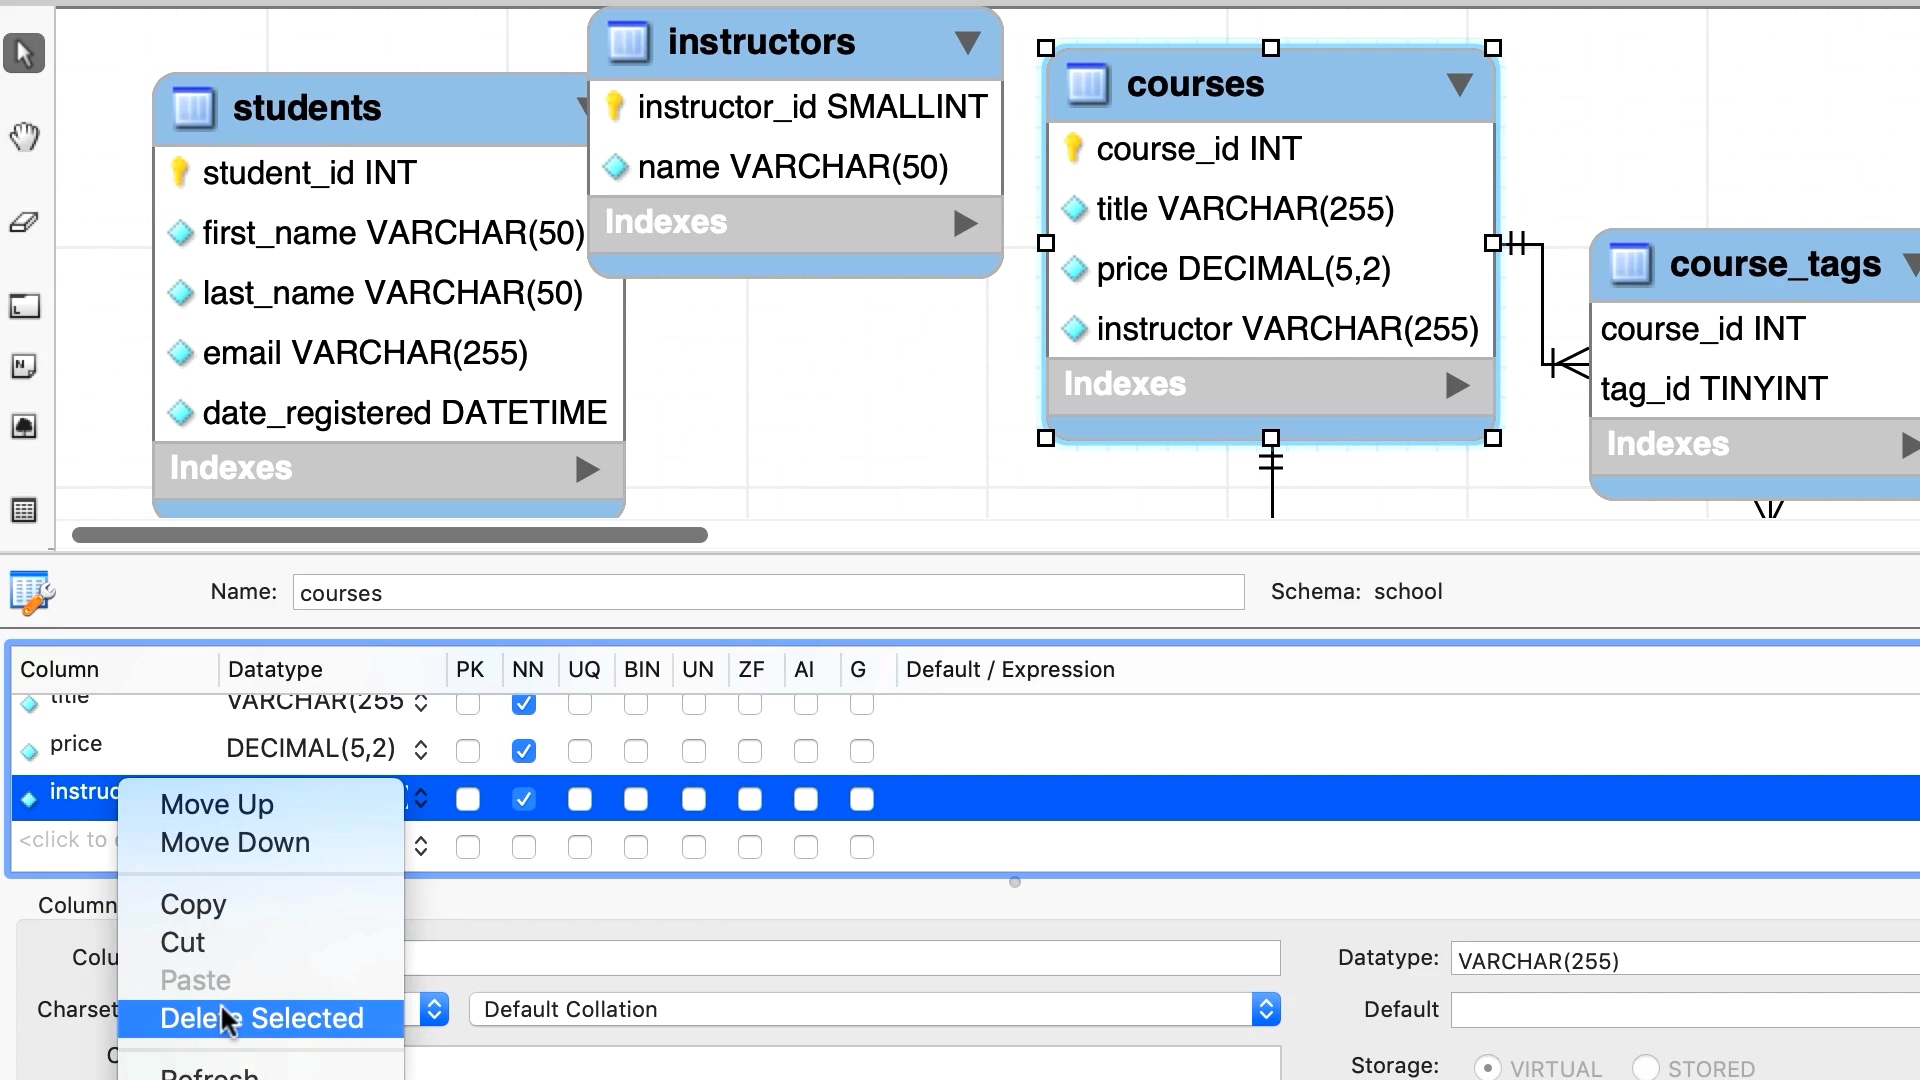 instructors
instructor_id SMALLINT
name VARCHAR(50)
Indexes
students
student_id INT
first_name VARCHAR(50)
last_name VARCHAR(50)
email VARCHAR(255)
date_registered DATETIME
Indexes
courses
course_id INT
title VARCHAR(255)
price DECIMAL(5,2)
instructor VARCHAR(255)
Indexes
course_tags
course_id INT
tag_id TINYINT
Indexes
Name: courses Schema: school
Column Datatype PK NN UQ BIN UN ZF AI G Default / Expression
title VARCHAR(255
price DECIMAL(5,2)
instruc
<click to
Move Up
Move Down
Copy
Cut
Paste
Delete Selected
Refresh
Column
Colu
Datatype: VARCHAR(255)
Charset Default Collation
Default
C
Storage: VIRTUAL STORED